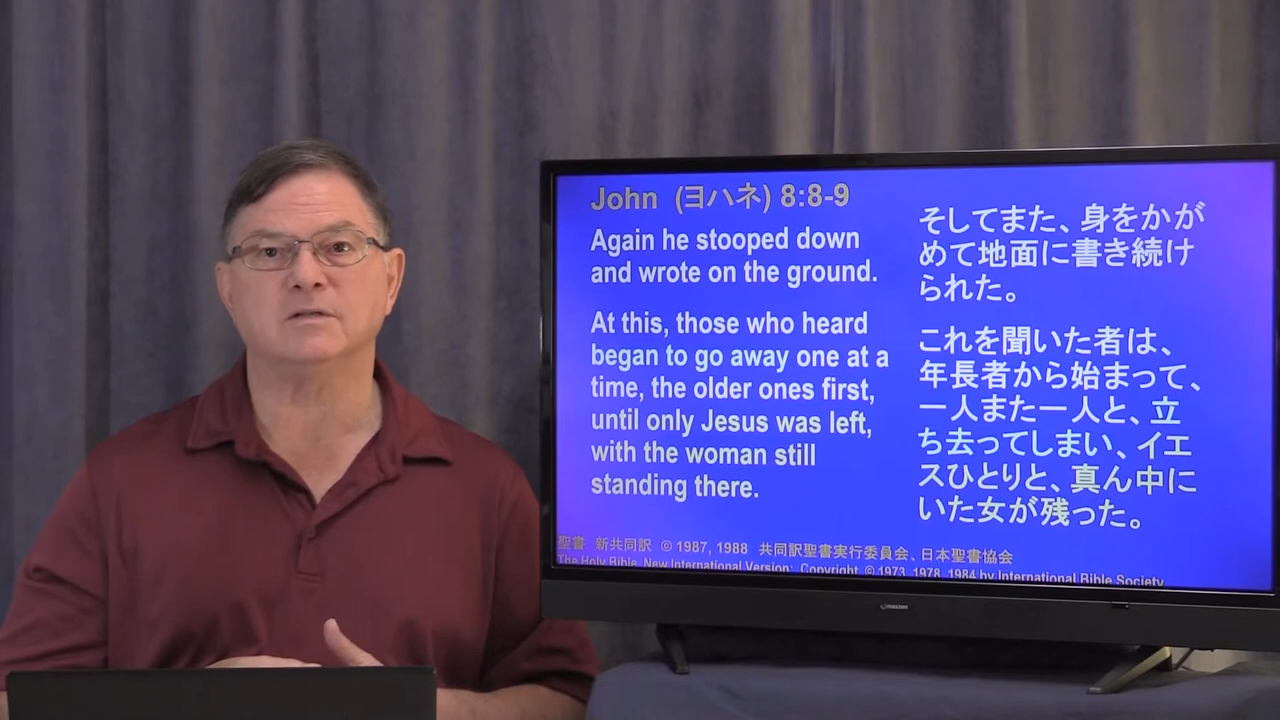 John (ヨハネ) 8:8-9
Again he stooped down
and wrote on the ground.
At this, those who heard
began to go away one at a
time, the older ones first,
until only Jesus was left,
with the woman still
standing there.
そしてまた、身をかが
めて地面に書き続け
られた。
これを聞いた者は、
年長者から始まって、
一人また一人と、立
ち去ってしまい、イエ
スひとりと、真ん中に
いた女が残った。
聖書 新共同訳 © 1987, 1988 共同訳聖書実行委員会、日本聖書協会
The Holy Bible, New International Version; Copyright, © 1973, 1978, 1984 by International Bible Society
maxzen